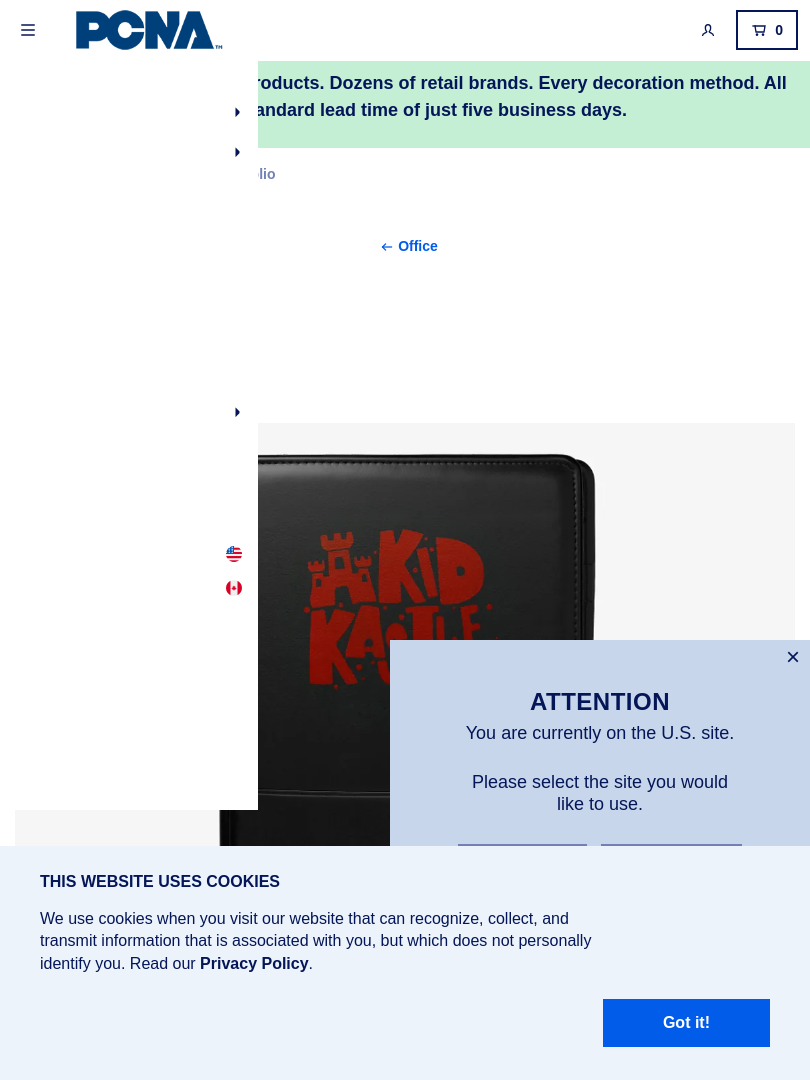 PCNA™
0
roducts. Dozens of retail brands. Every decoration method. All
andard lead time of just five business days.
lio
← Office
KID
KASTLE
×
ATTENTION
You are currently on the U.S. site.
Please select the site you would
like to use.
THIS WEBSITE USES COOKIES
We use cookies when you visit our website that can recognize, collect, and
transmit information that is associated with you, but which does not personally
identify you. Read our Privacy Policy.
Got it!